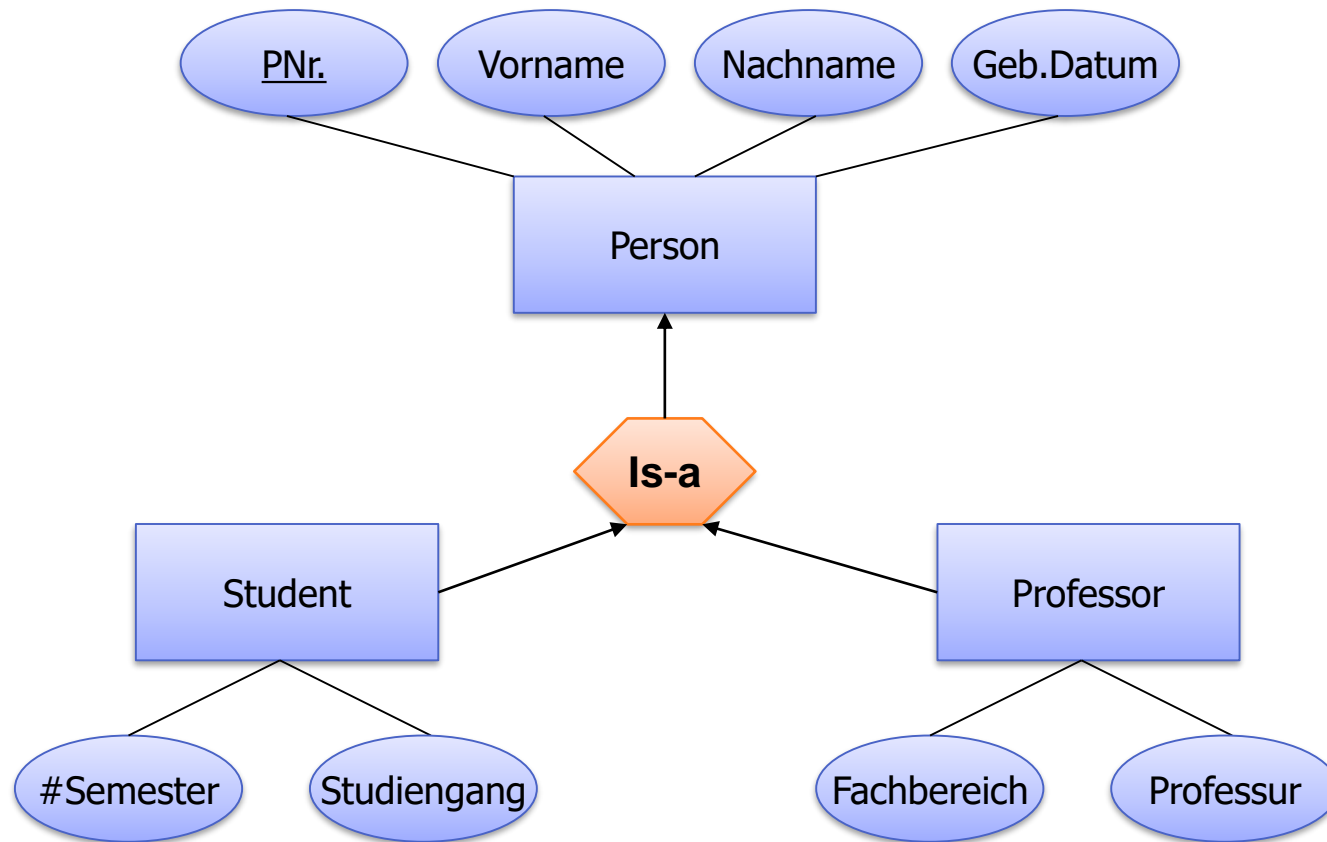 PNr.
Vorname
Nachname
Geb.Datum
Person
Is-a
Student
Professor
#Semester
Studiengang
Fachbereich
Professur